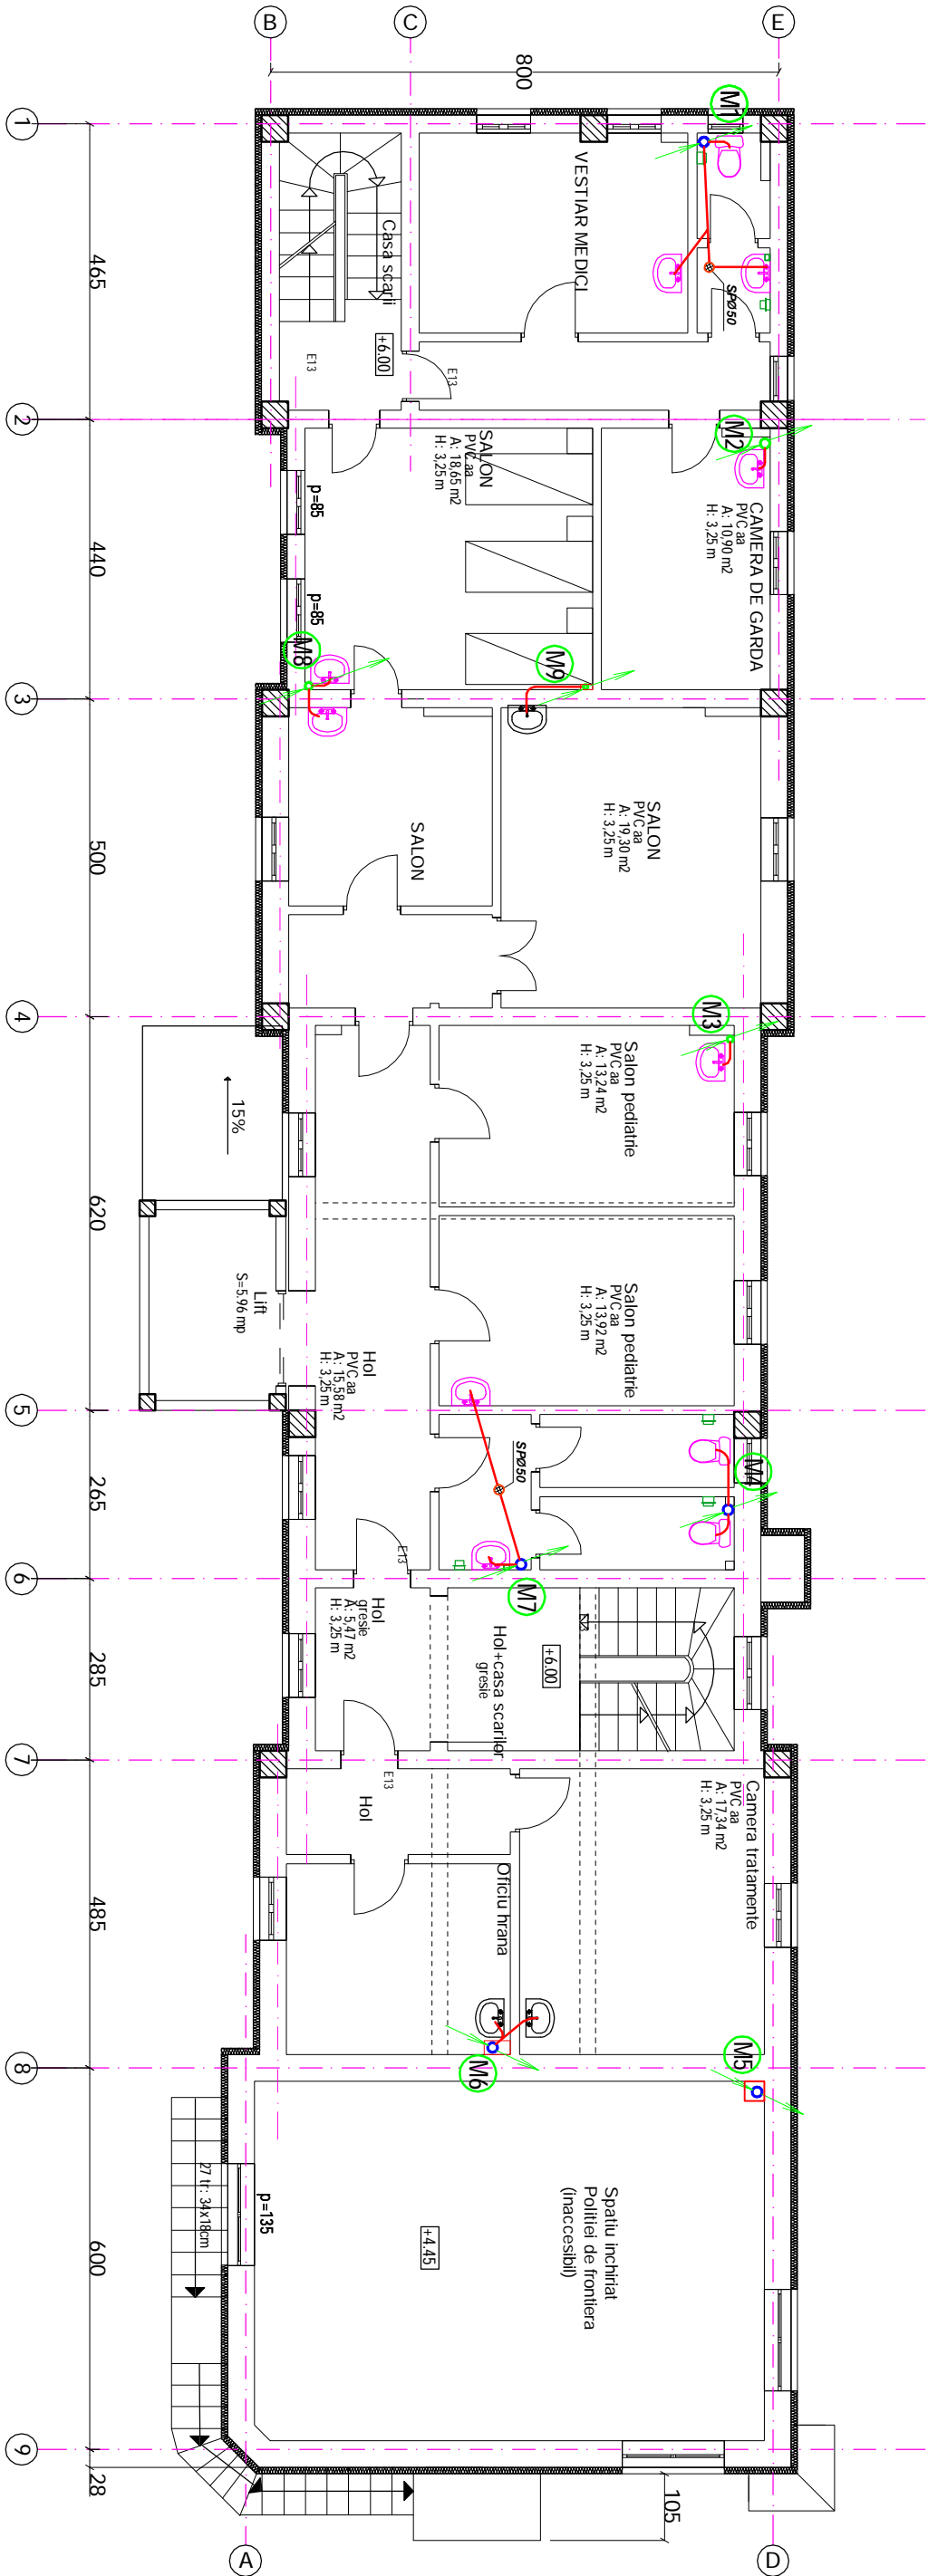 B
C
E
800
1
2
3
4
5
6
7
8
9
465
440
500
620
265
285
485
600
28
105
A
D
M1
VESTIAR MEDICI
Casa scarii
SPØ50
+6.00
E13
E13
M2
CAMERA DE GARDA
PVC aa
A: 10,90 m2
H: 3,25 m
SALON
PVC aa
A: 18,65 m2
H: 3,25 m
p=85
p=85
M8
M9
SALON
PVC aa
A: 19,30 m2
H: 3,25 m
SALON
M3
Salon pediatrie
PVC aa
A: 13,24 m2
H: 3,25 m
15%
Lift
S=5.96 mp
Salon pediatrie
PVC aa
A: 13,92 m2
H: 3,25 m
Hol
PVC aa
A: 15,58 m2
H: 3,25 m
SPØ50
M4
M7
E13
Hol
gresie
A: 5,47 m2
H: 3,25 m
Hol+casa scarilor
gresie
+6.00
E13
Hol
Camera tratamente
PVC aa
A: 17,34 m2
H: 3,25 m
Oficiu hrana
M6
M5
27 tr: 34x18cm
p=135
+4.45
Spatiu inchiriat
Politiei de frontiera
(inaccesibil)